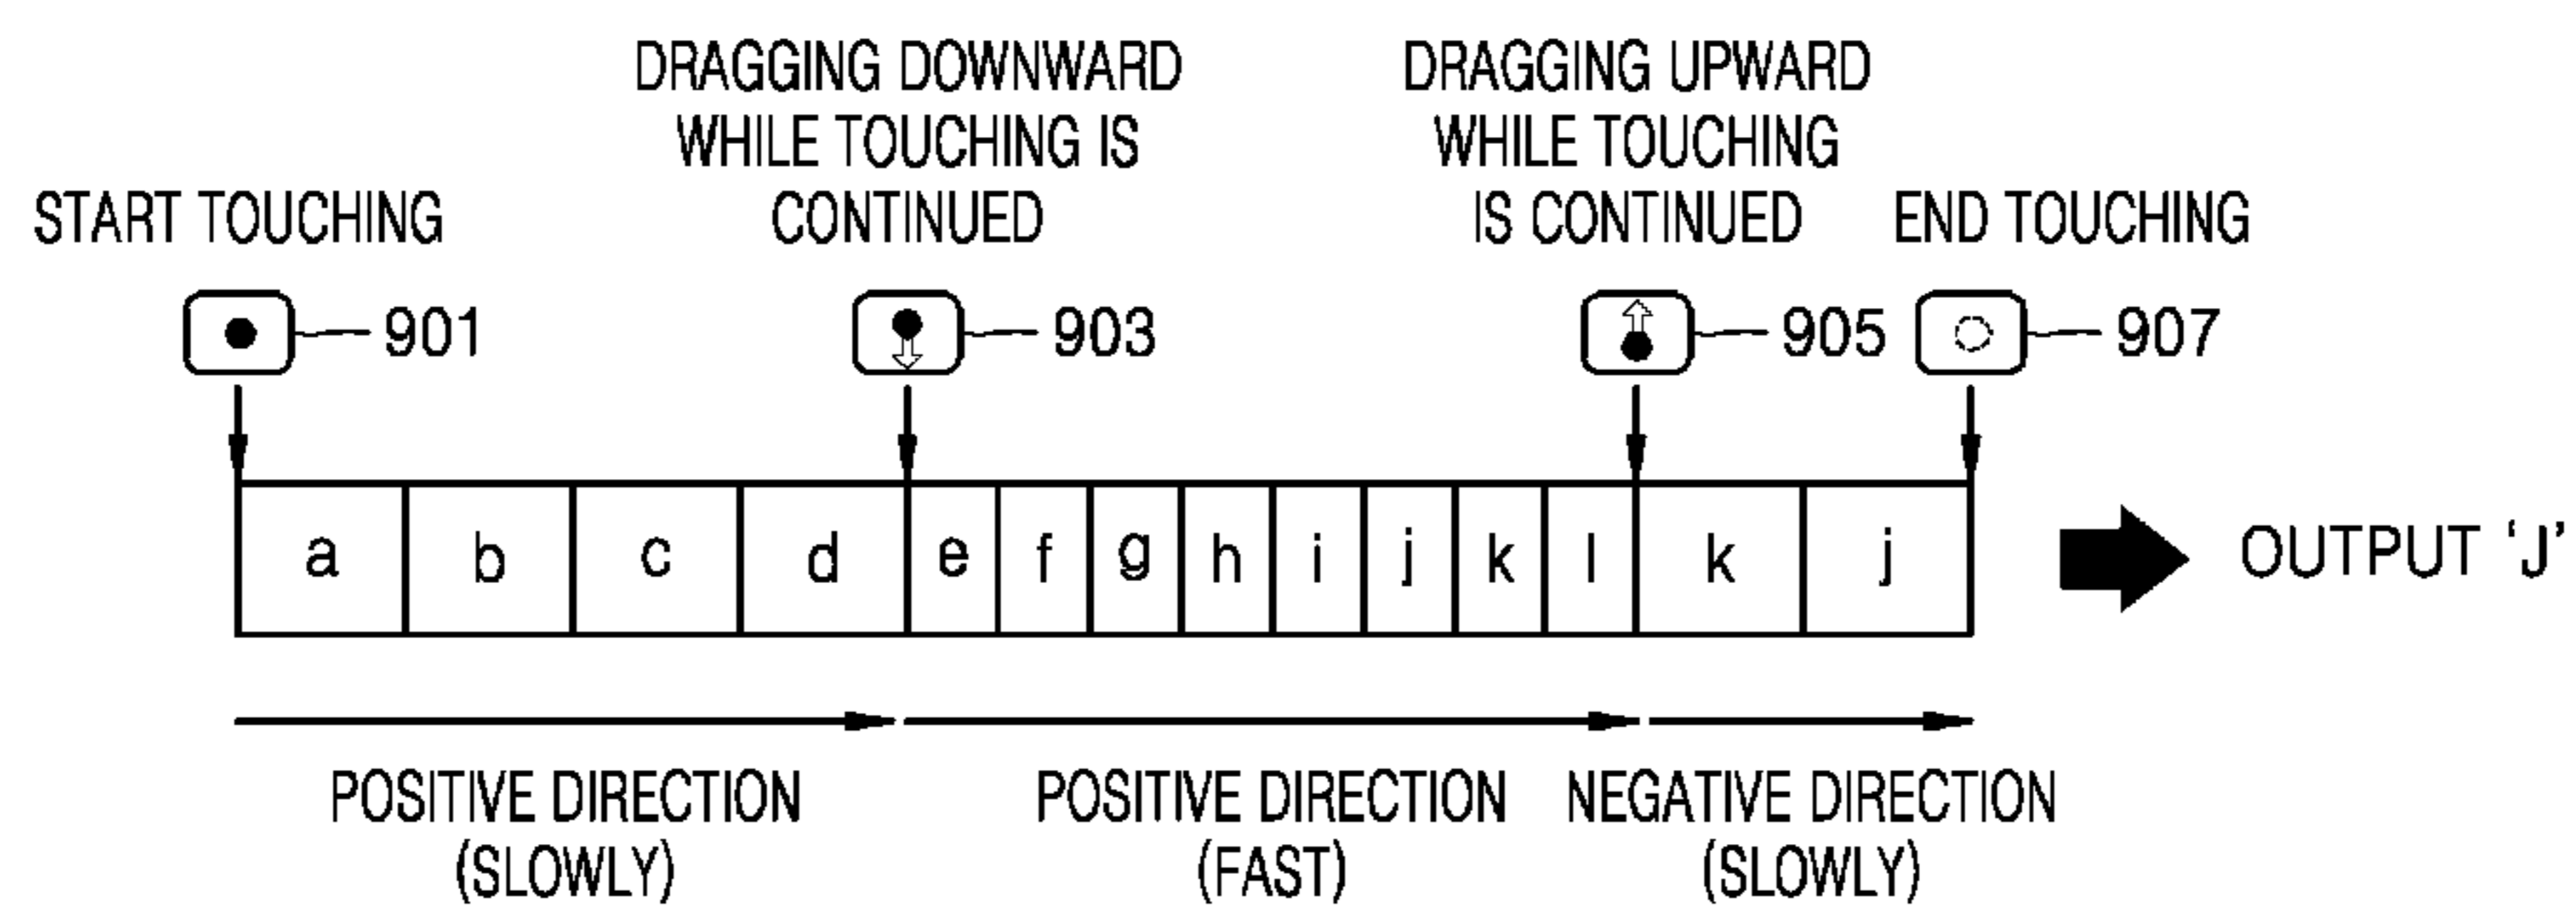 DRAGGING DOWNWARD
WHILE TOUCHING IS
CONTINUED
DRAGGING UPWARD
WHILE TOUCHING
IS CONTINUED
START TOUCHING
END TOUCHING
901
903
905
907
a b c d e f g h i j k l k j
OUTPUT ‘J’
POSITIVE DIRECTION
(SLOWLY)
POSITIVE DIRECTION
(FAST)
NEGATIVE DIRECTION
(SLOWLY)